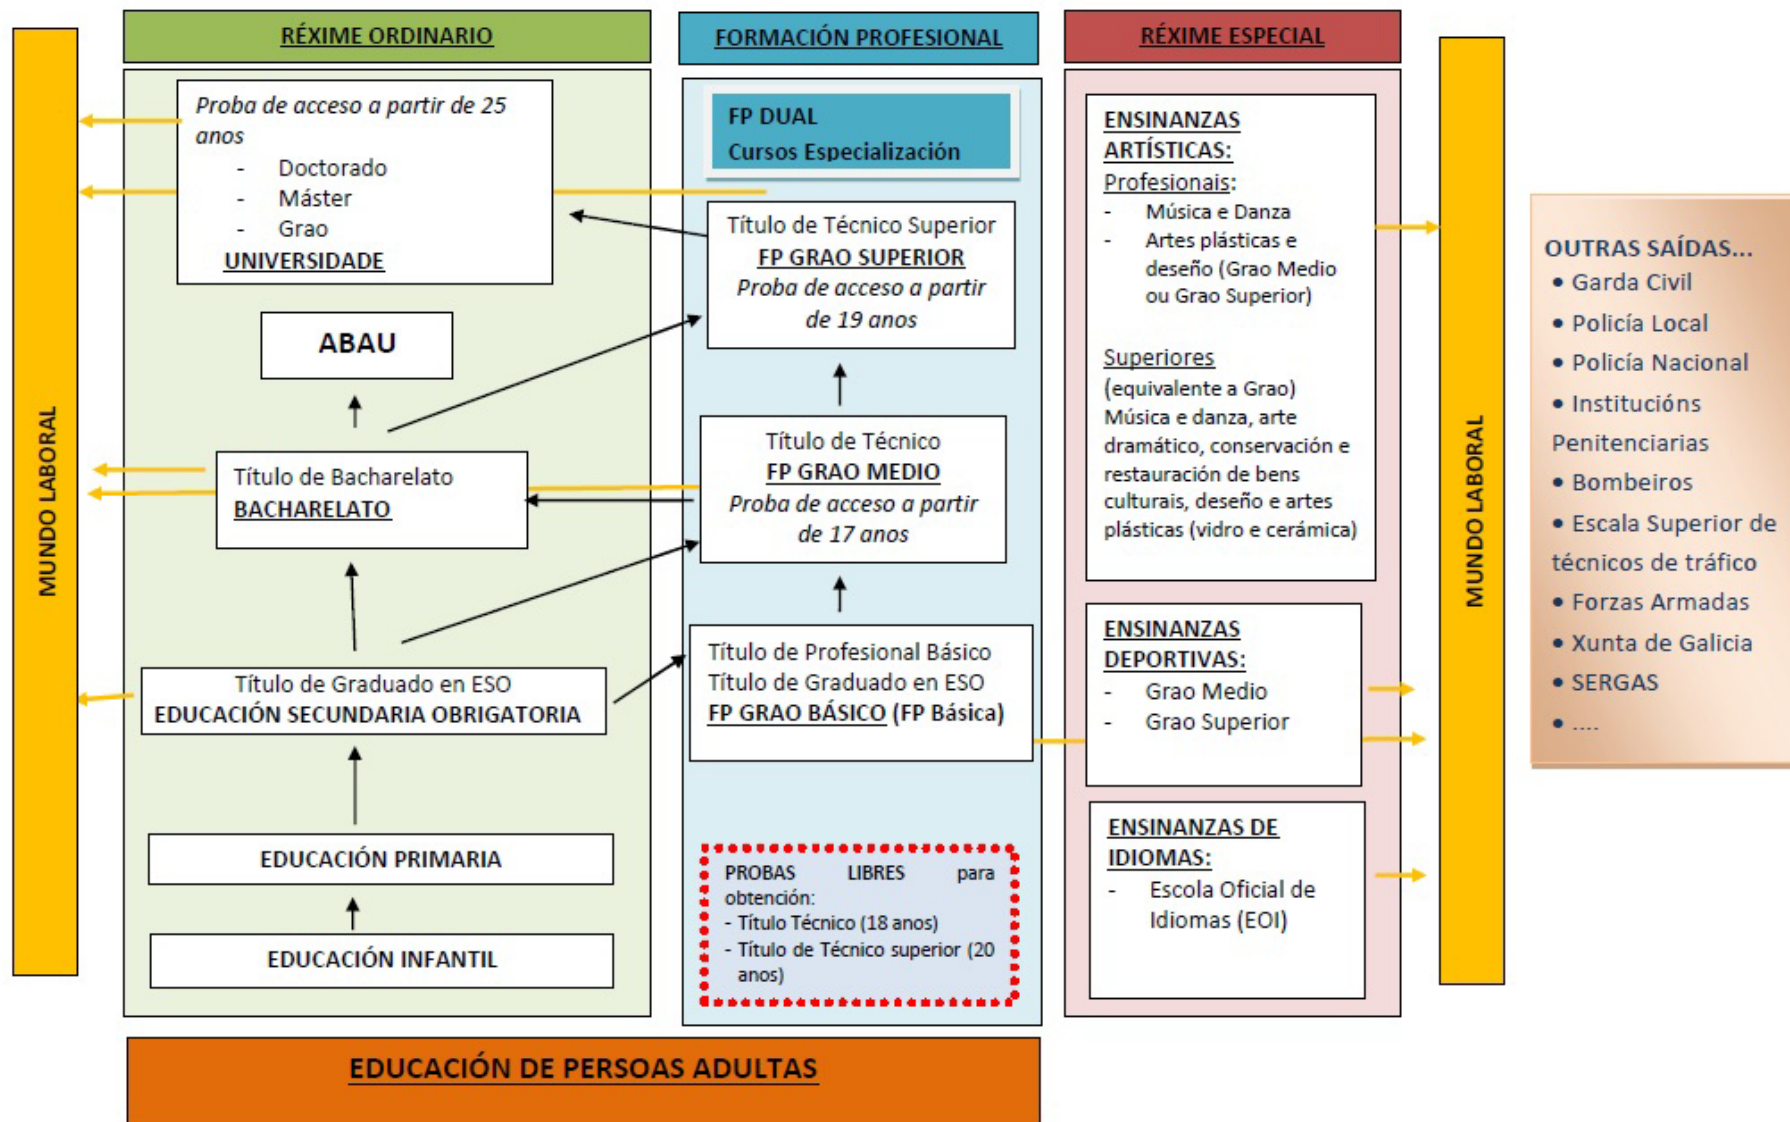 RÉXIME ORDINARIO
FORMACIÓN PROFESIONAL
RÉXIME ESPECIAL
MUNDO LABORAL
Proba de acceso a partir de 25
anos
- Doctorado
- Máster
- Grao
UNIVERSIDADE
ABAU
Título de Bacharelato
BACHARELATO
Título de Graduado en ESO
EDUCACIÓN SECUNDARIA OBRIGATORIA
EDUCACIÓN PRIMARIA
EDUCACIÓN INFANTIL
FP DUAL
Cursos Especialización
Título de Técnico Superior
FP GRAO SUPERIOR
Proba de acceso a partir
de 19 anos
Título de Técnico
FP GRAO MEDIO
Proba de acceso a partir
de 17 anos
Título de Profesional Básico
Título de Graduado en ESO
FP GRAO BÁSICO (FP Básica)
PROBAS LIBRES para
obtención:
- Título Técnico (18 anos)
- Título de Técnico superior (20
anos)
ENSINANZAS
ARTÍSTICAS:
Profesionais:
- Música e Danza
- Artes plásticas e
deseño (Grao Medio
ou Grao Superior)
Superiores
(equivalente a Grao)
Música e danza, arte
dramático, conservación e
restauración de bens
culturais, deseño e artes
plásticas (vidro e cerámica)
ENSINANZAS
DEPORTIVAS:
- Grao Medio
- Grao Superior
ENSINANZAS DE
IDIOMAS:
- Escola Oficial de
Idiomas (EOI)
MUNDO LABORAL
OUTRAS SAÍDAS...
• Garda Civil
• Policía Local
• Policía Nacional
• Institucións
Penitenciarias
• Bombeiros
• Escala Superior de
técnicos de tráfico
• Forzas Armadas
• Xunta de Galicia
• SERGAS
• ....
EDUCACIÓN DE PERSOAS ADULTAS